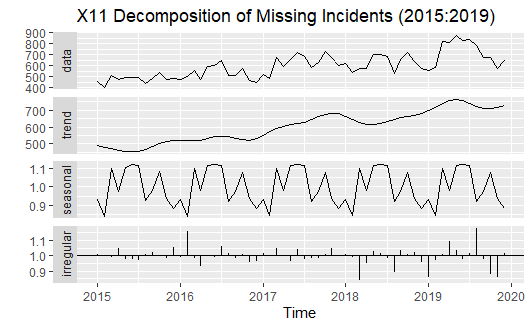 X11 Decomposition of Missing Incidents (2015:2019)
900
800
700
600
500
400
data
700
600
500
trend
1.1
1.0
0.9
seasonal
1.1
1.0
0.9
irregular
2015 2016 2017 2018 2019 2020
Time